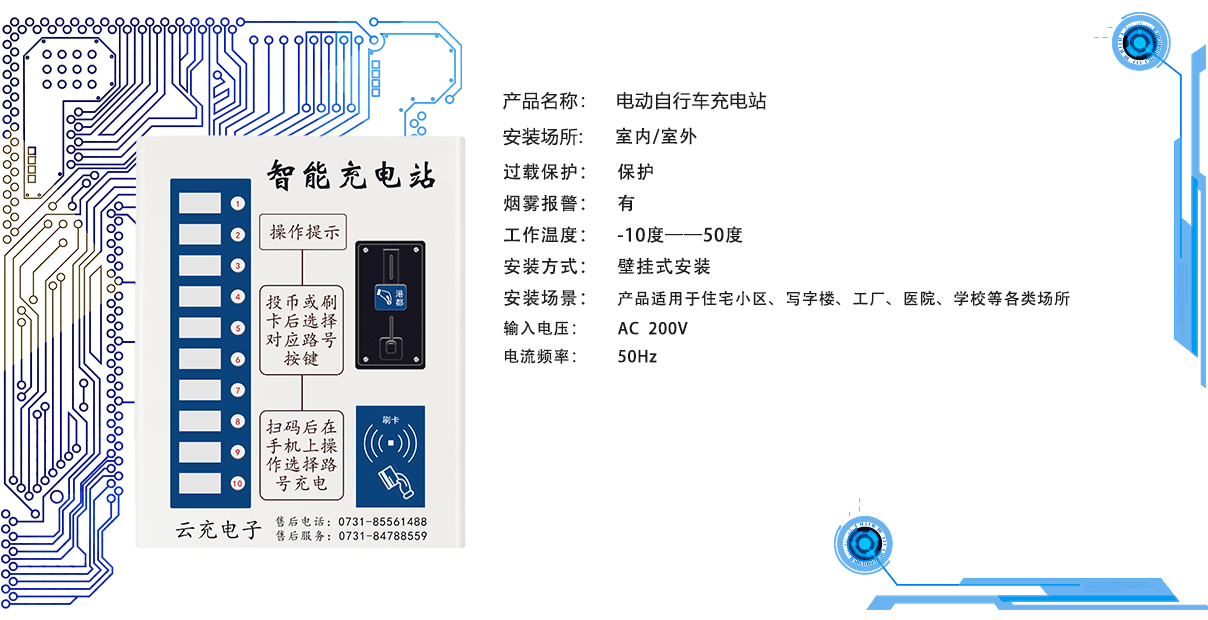 智能充电站
1
2
3
4
5
6
7
8
9
10
操作提示
投币或刷
卡后选择
对应路号
按键
扫码后在
手机上操
作选择路
号充电
港都
刷卡
云充电子
售后电话：0731-85561488
售后服务：0731-84788559
产品名称： 电动自行车充电站
安装场所: 室内/室外
过载保护： 保护
烟雾报警： 有
工作温度： -10度——50度
安装方式： 壁挂式安装
安装场景： 产品适用于住宅小区、写字楼、工厂、医院、学校等各类场所
输入电压： AC 200V
电流频率： 50Hz